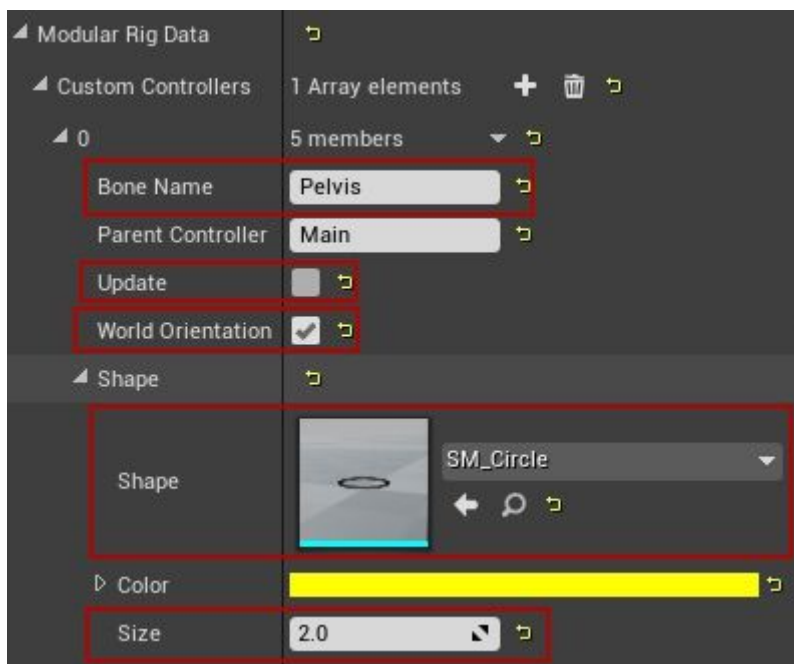 Modular Rig Data
Custom Controllers 1 Array elements
0 5 members
Bone Name Pelvis
Parent Controller Main
Update
World Orientation
Shape
Shape SM_Circle
Color
Size 2.0